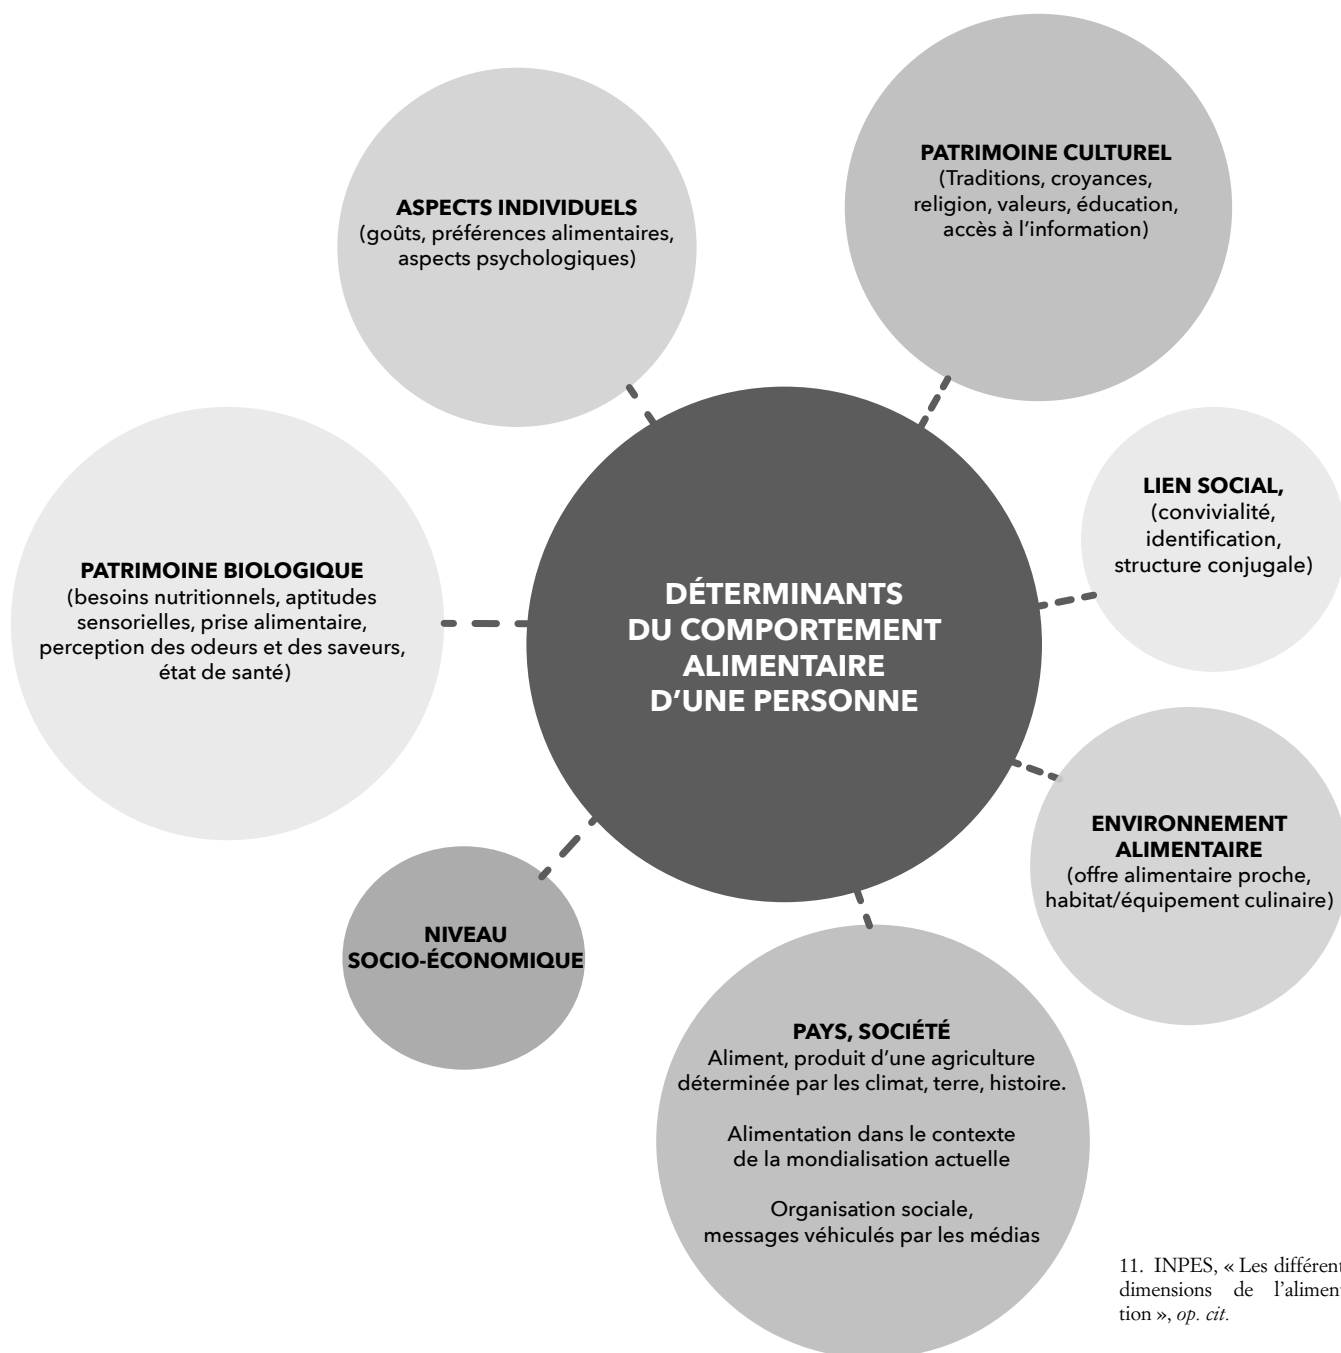 PATRIMOINE CULTUREL
(Traditions, croyances,
religion, valeurs, éducation,
accès à l’information)
ASPECTS INDIVIDUELS
(goûts, préférences alimentaires,
aspects psychologiques)
LIEN SOCIAL,
(convivialité,
identification,
structure conjugale)
PATRIMOINE BIOLOGIQUE
(besoins nutritionnels, aptitudes
sensorielles, prise alimentaire,
perception des odeurs et des saveurs,
état de santé)
DÉTERMINANTS
DU COMPORTEMENT
ALIMENTAIRE
D’UNE PERSONNE
ENVIRONNEMENT
ALIMENTAIRE
(offre alimentaire proche,
habitat/équipement culinaire)
NIVEAU
SOCIO-ÉCONOMIQUE
PAYS, SOCIÉTÉ
Aliment, produit d’une agriculture
déterminée par les climat, terre, histoire.
Alimentation dans le contexte
de la mondialisation actuelle
Organisation sociale,
messages véhiculés par les médias
11. INPES, « Les différent
dimensions de l’aliment
tion », op. cit.